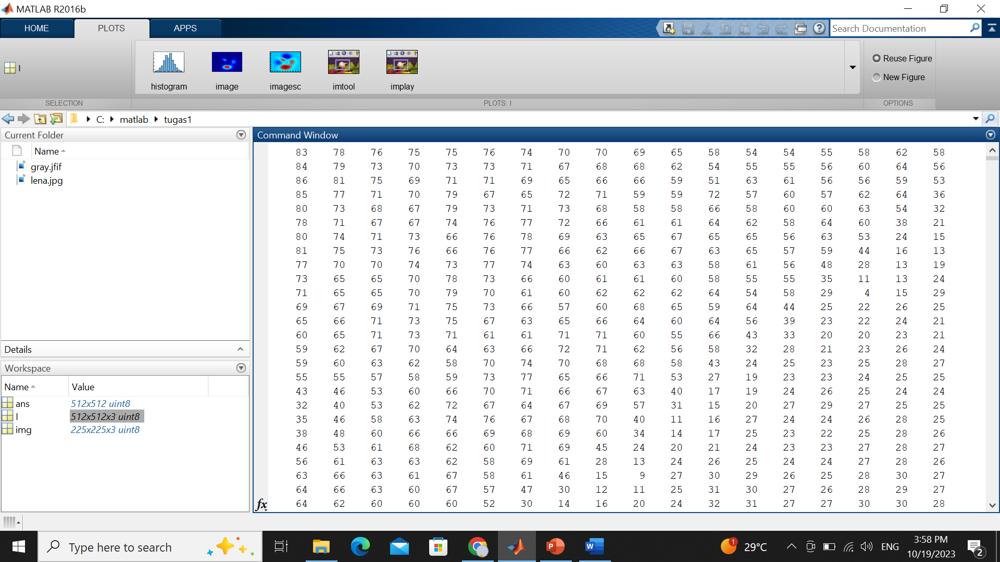 MATLAB R2016b
HOME PLOTS APPS
Search Documentation
I
histogram image imagesc imtool implay
Reuse Figure
New Figure
SELECTION PLOTS: I OPTIONS
C: matlab tugas1
Current Folder
Name
gray.jfif
lena.jpg
Details
Workspace
Name Value
ans 512x512 uint8
I 512x512x3 uint8
img 225x225x3 uint8
Command Window
83 78 76 75 75 76 74 70 70 69 65 58 54 54 55 58 62 58
84 79 73 70 73 73 71 67 68 68 62 54 55 55 56 60 64 56
86 81 75 69 71 71 69 65 66 66 59 51 63 61 56 56 59 53
85 77 71 70 79 67 65 72 71 59 59 72 57 60 57 62 64 36
80 73 68 67 79 73 71 73 68 58 58 66 58 60 60 63 54 32
78 71 67 67 74 76 77 72 66 61 61 64 62 58 64 60 38 21
80 74 71 73 66 76 78 69 63 65 67 65 65 56 63 53 24 15
81 75 73 76 66 76 77 66 62 66 67 63 65 57 59 44 16 13
77 70 70 74 73 77 74 63 60 63 63 58 61 56 48 28 13 19
73 65 65 70 78 73 66 60 61 61 60 58 55 55 35 11 13 24
71 65 65 70 79 70 61 60 62 62 62 64 54 58 29 4 15 29
69 67 69 71 75 73 66 57 60 68 65 59 64 44 25 22 26 25
65 66 71 73 75 67 63 65 66 64 60 64 56 39 23 22 24 21
60 65 71 73 71 61 61 71 71 60 55 66 43 33 20 20 23 21
59 62 67 70 64 63 66 72 71 62 56 58 32 28 21 23 26 24
59 60 63 62 58 70 74 70 68 68 58 43 24 25 23 25 28 27
55 55 57 58 59 73 77 65 66 71 53 27 19 23 23 24 25 25
43 46 53 60 66 70 71 66 67 63 40 17 19 24 26 25 24 24
32 40 53 62 72 67 64 67 69 57 31 15 20 27 29 27 25 25
35 46 58 63 74 76 67 68 70 40 11 16 27 24 24 26 28 25
38 48 60 66 66 69 68 69 60 34 14 17 25 23 22 25 28 26
46 53 61 68 62 60 71 69 45 24 20 21 24 23 23 27 28 27
56 61 63 63 62 58 69 61 28 13 24 26 25 24 24 27 28 26
63 66 63 61 67 58 61 46 15 9 27 30 29 26 25 28 30 27
64 66 63 60 67 57 47 30 12 11 25 31 30 27 26 28 29 27
64 62 60 60 60 52 30 14 16 20 24 32 31 27 27 30 30 28
fx
Type here to search
1 29°C ENG
3:58 PM
10/19/2023
2